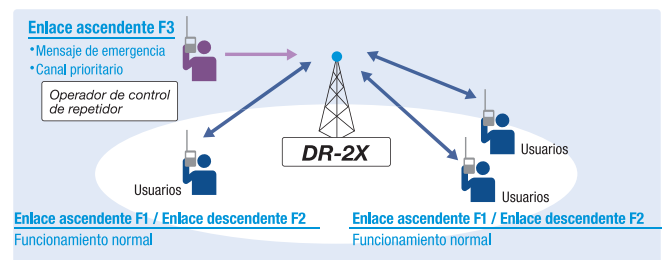 Enlace ascendente F3
•Mensaje de emergencia
•Canal prioritario
Operador de control
de repetidor
DR-2X
Usuarios
Usuarios
Usuarios
Enlace ascendente F1 / Enlace descendente F2
Funcionamiento normal
Enlace ascendente F1 / Enlace descendente F2
Funcionamiento normal